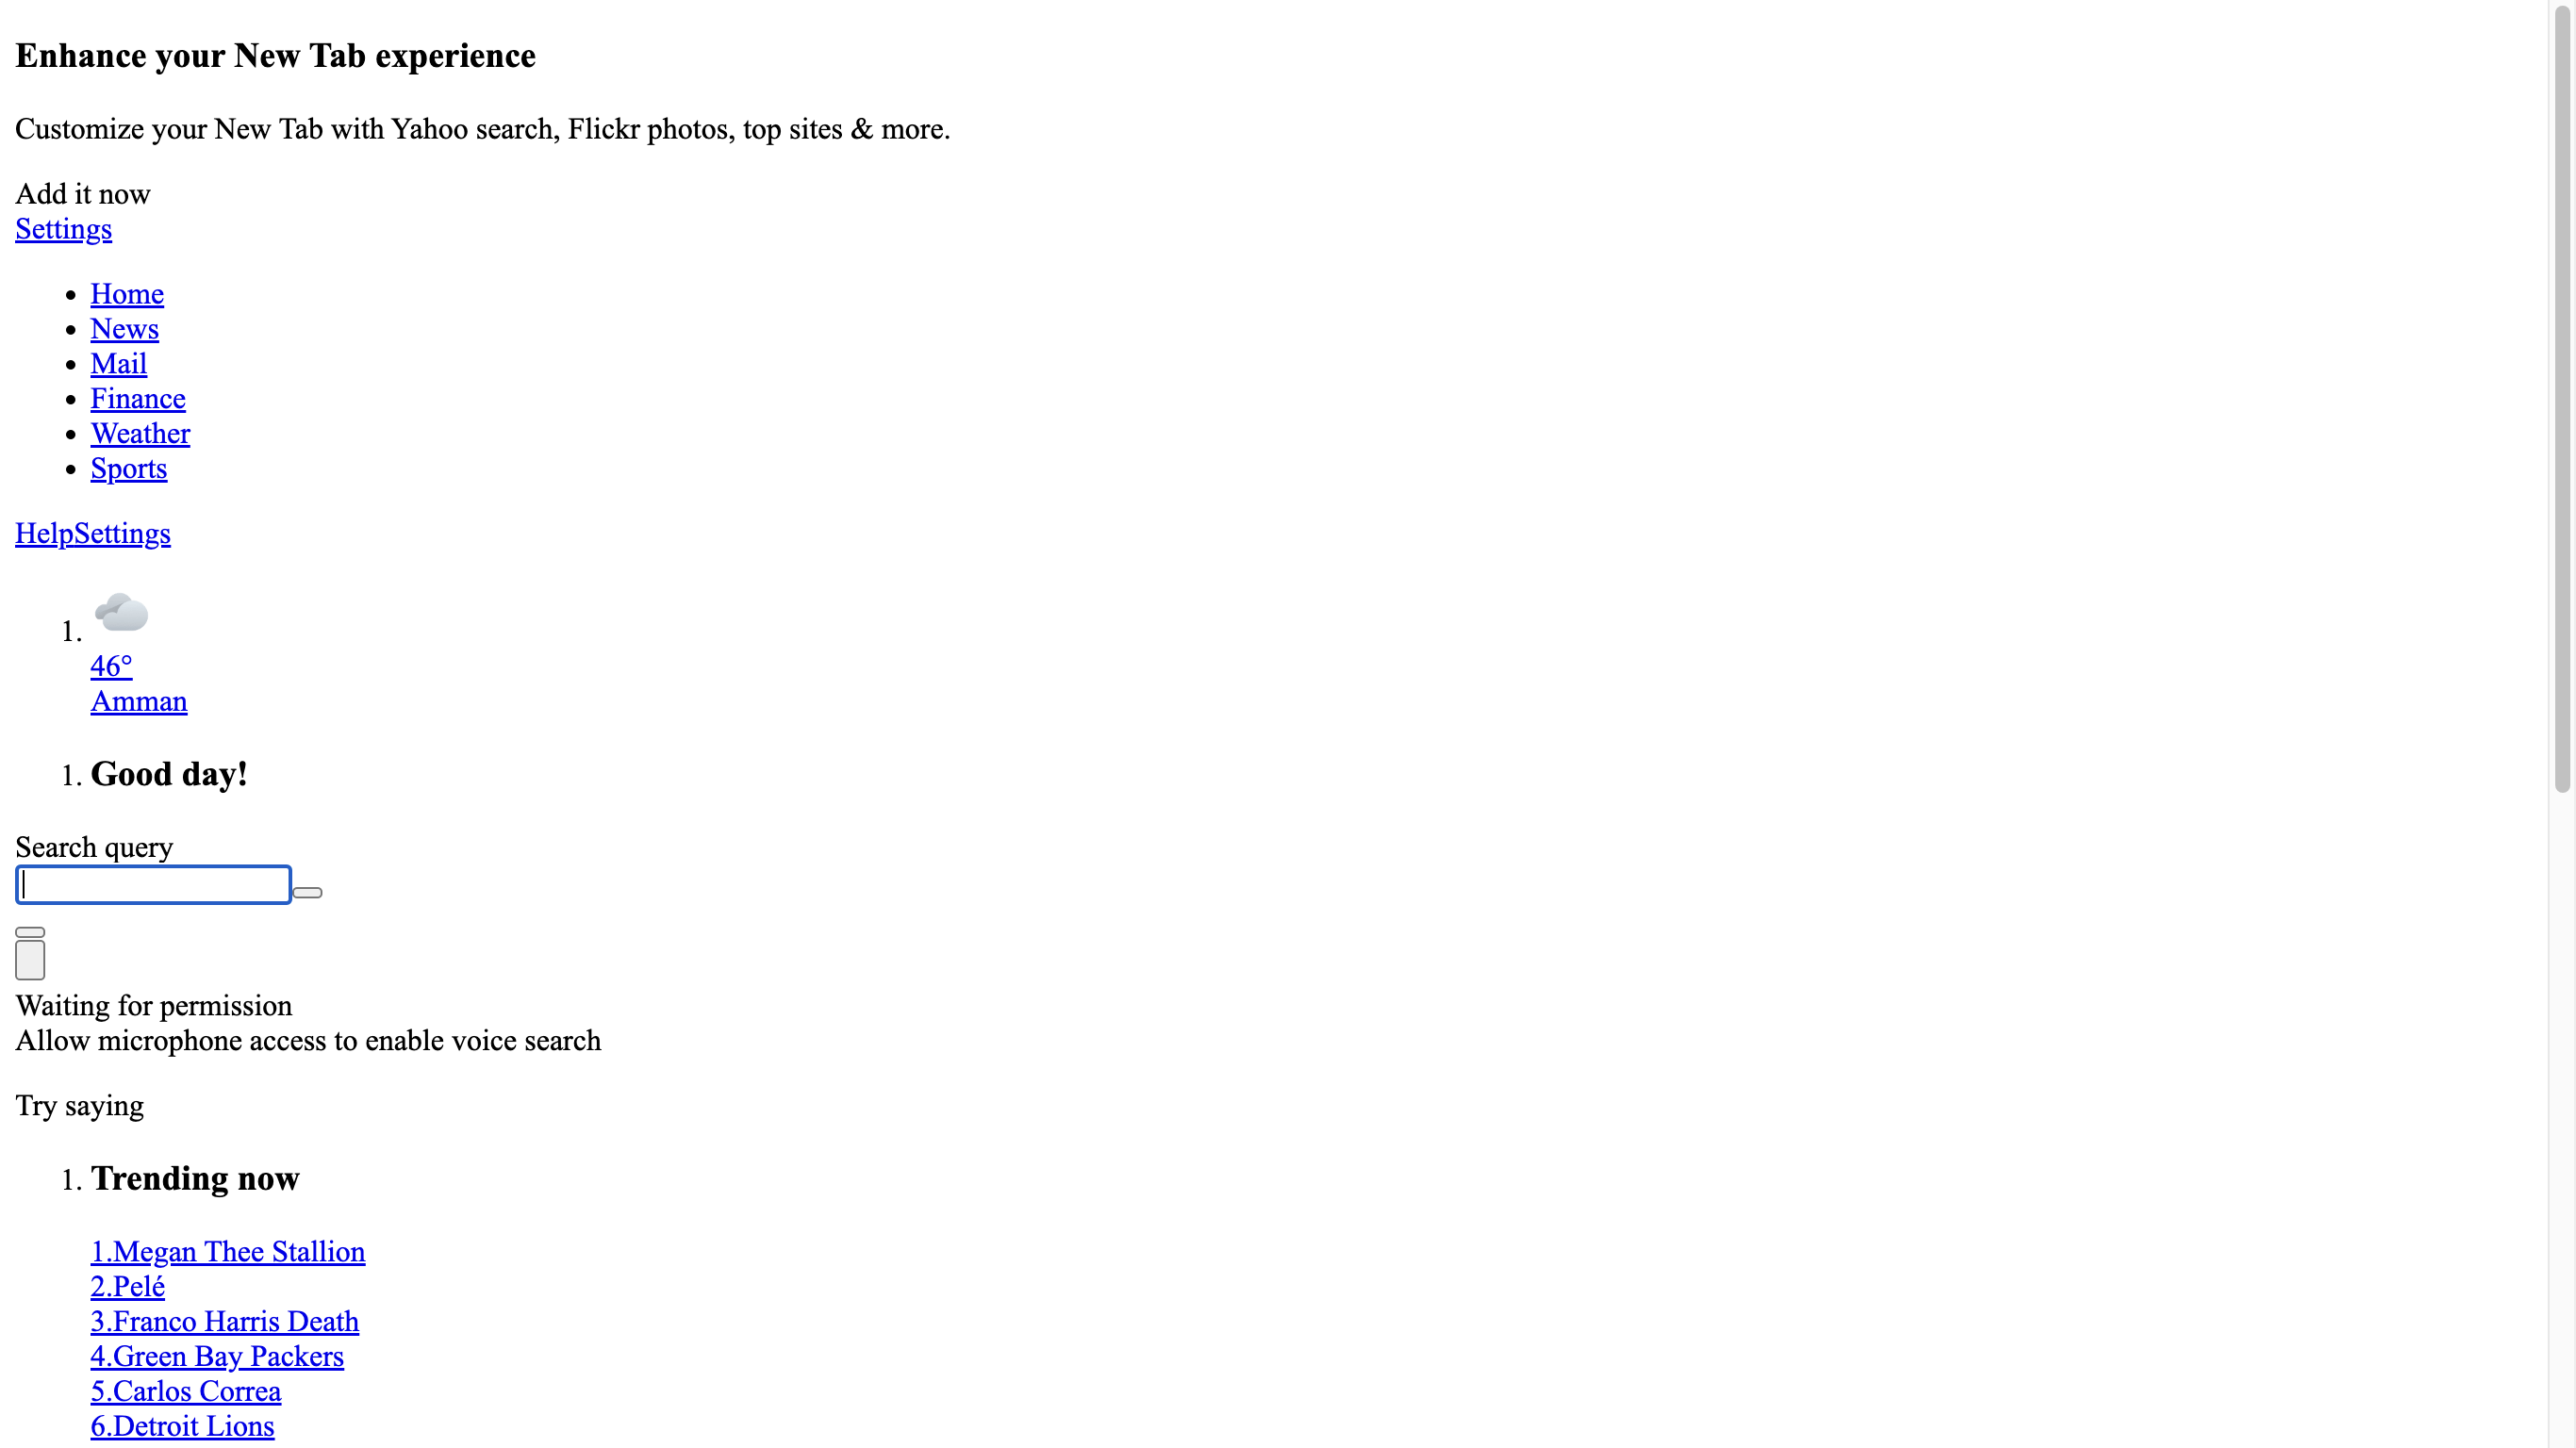 Enhance your New Tab experience
Customize your New Tab with Yahoo search, Flickr photos, top sites & more.
Add it now
Settings
Home
News
Mail
Finance
Weather
Sports
HelpSettings
1.
46°
Amman
1. Good day!
Search query
Waiting for permission
Allow microphone access to enable voice search
Try saying
1. Trending now
1.Megan Thee Stallion
2.Pelé
3.Franco Harris Death
4.Green Bay Packers
5.Carlos Correa
6.Detroit Lions